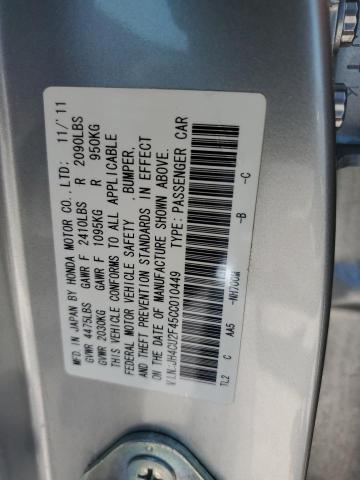 MFD. IN JAPAN BY HONDA MOTOR CO., LTD: 11/'11
GVWR 4475LBS GAWR F 2410LBS R 2090LBS
GVWR 2030KG GAWR F 1095KG R 950KG
THIS VEHICLE CONFORMS TO ALL APPLICABLE
FEDERAL MOTOR VEHICLE SAFETY , BUMPER,
AND THEFT PREVENTION STANDARDS IN EFFECT
ON THE DATE OF MANUFACTURE SHOWN ABOVE.
V.I.N: JH4CU2F45CC010449 TYPE: PASSENGER CAR
-NH700M -B -C
TL2 C AA5